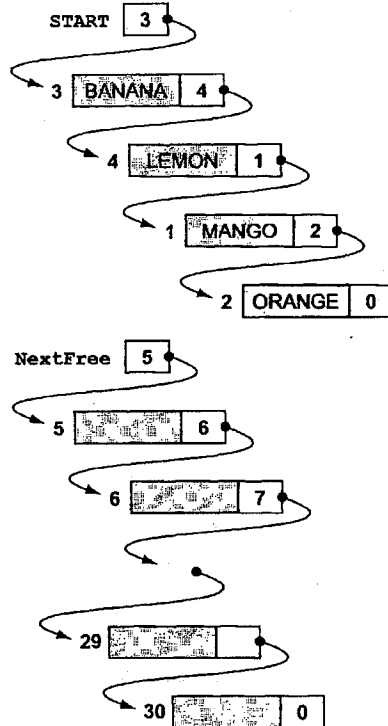 START 3
3 BANANA 4
4 LEMON 1
1 MANGO 2
2 ORANGE 0
NextFree 5
5 6
6 7
29
30 0